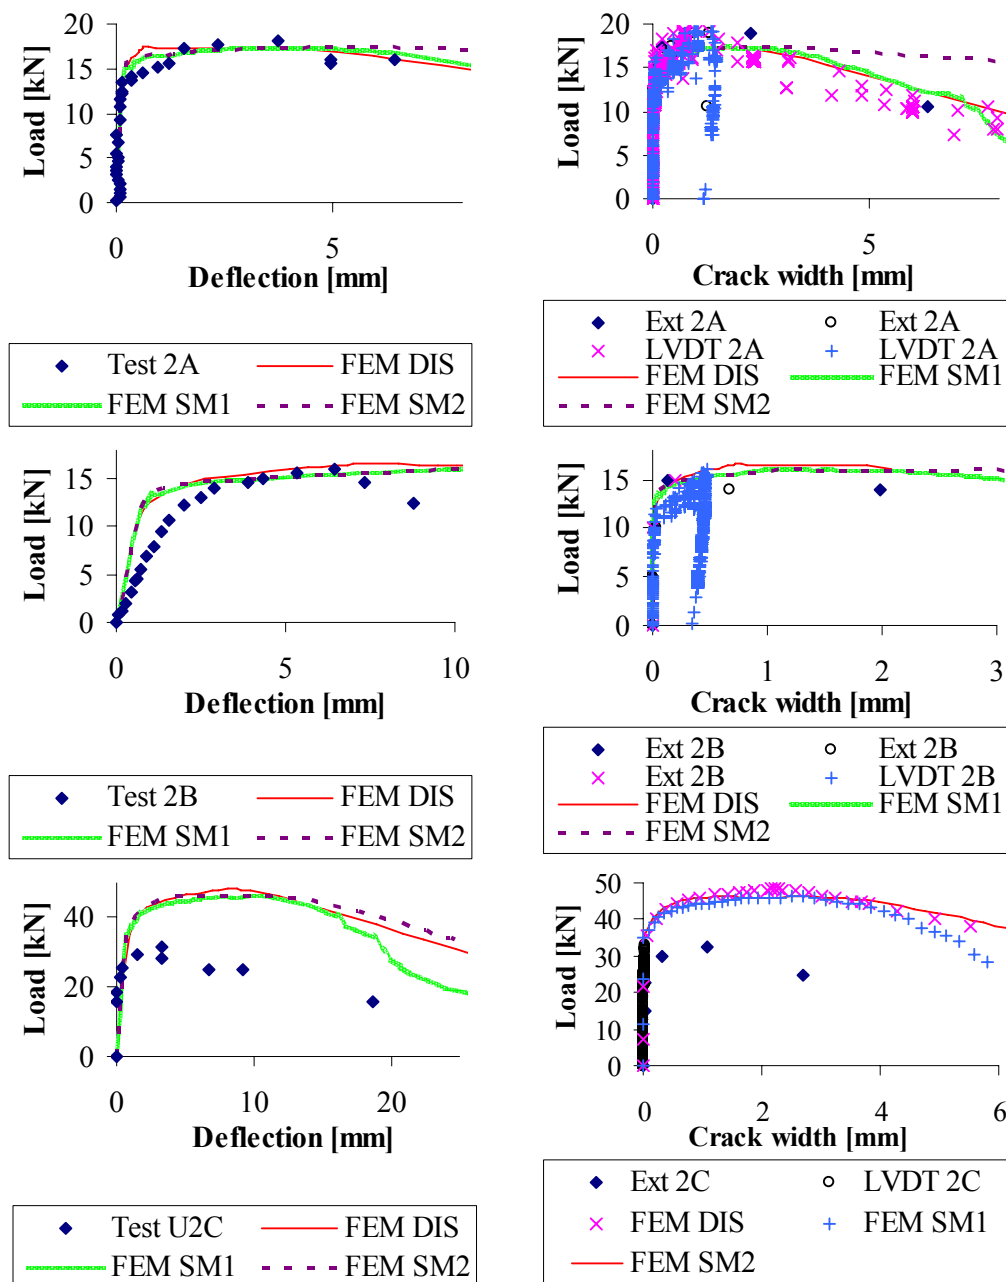 20
15
10
5
0
Load [kN]
0
5
Deflection [mm]
Test 2A
FEM DIS
FEM SM1
FEM SM2
20
15
10
5
0
Load [kN]
0
5
Crack width [mm]
Ext 2A
Ext 2A
LVDT 2A
LVDT 2A
FEM DIS
FEM SM1
FEM SM2
15
10
5
0
Load [kN]
0
5
10
Deflection [mm]
Test 2B
FEM DIS
FEM SM1
FEM SM2
20
15
10
5
0
Load [kN]
0
1
2
3
Crack width [mm]
Ext 2B
Ext 2B
Ext 2B
LVDT 2B
FEM DIS
FEM SM1
FEM SM2
40
20
0
Load [kN]
0
10
20
Deflection [mm]
Test U2C
FEM DIS
FEM SM1
FEM SM2
50
40
30
20
10
0
Load [kN]
0
2
4
6
Crack width [mm]
Ext 2C
LVDT 2C
FEM DIS
FEM SM1
FEM SM2